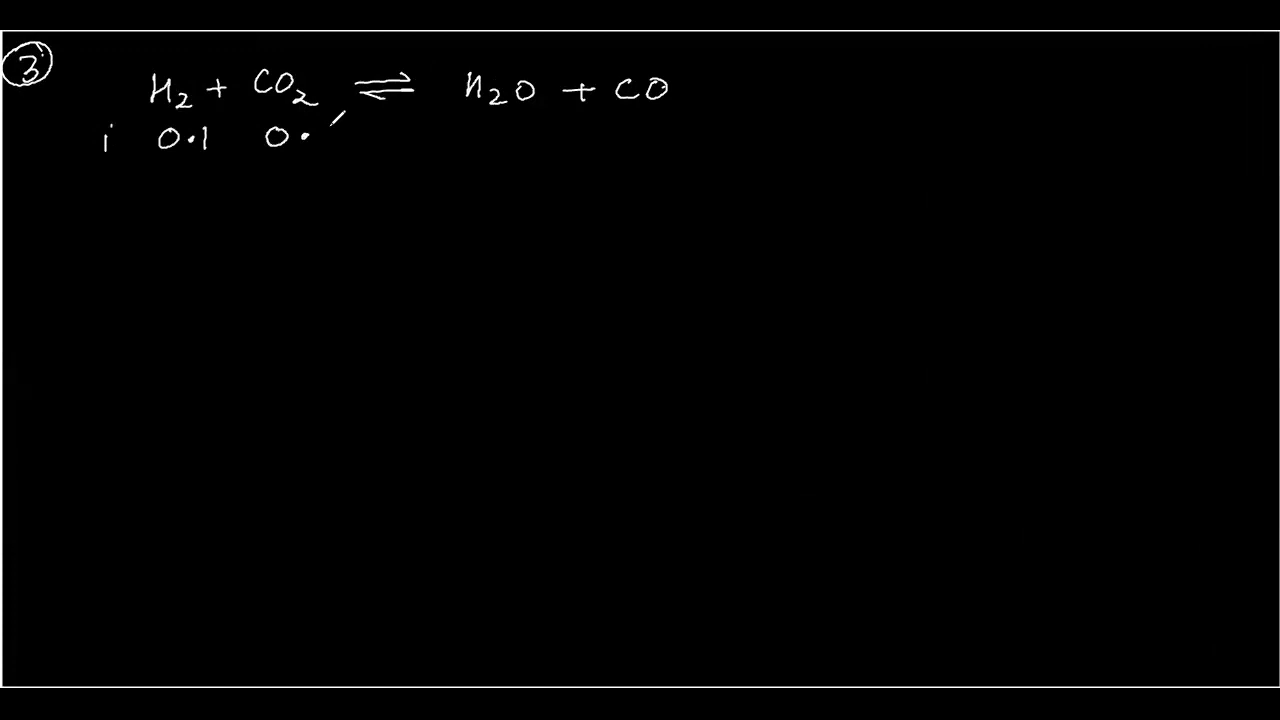 ③
H₂ + CO₂ ⇌ H₂O + CO
i 0.1 0.